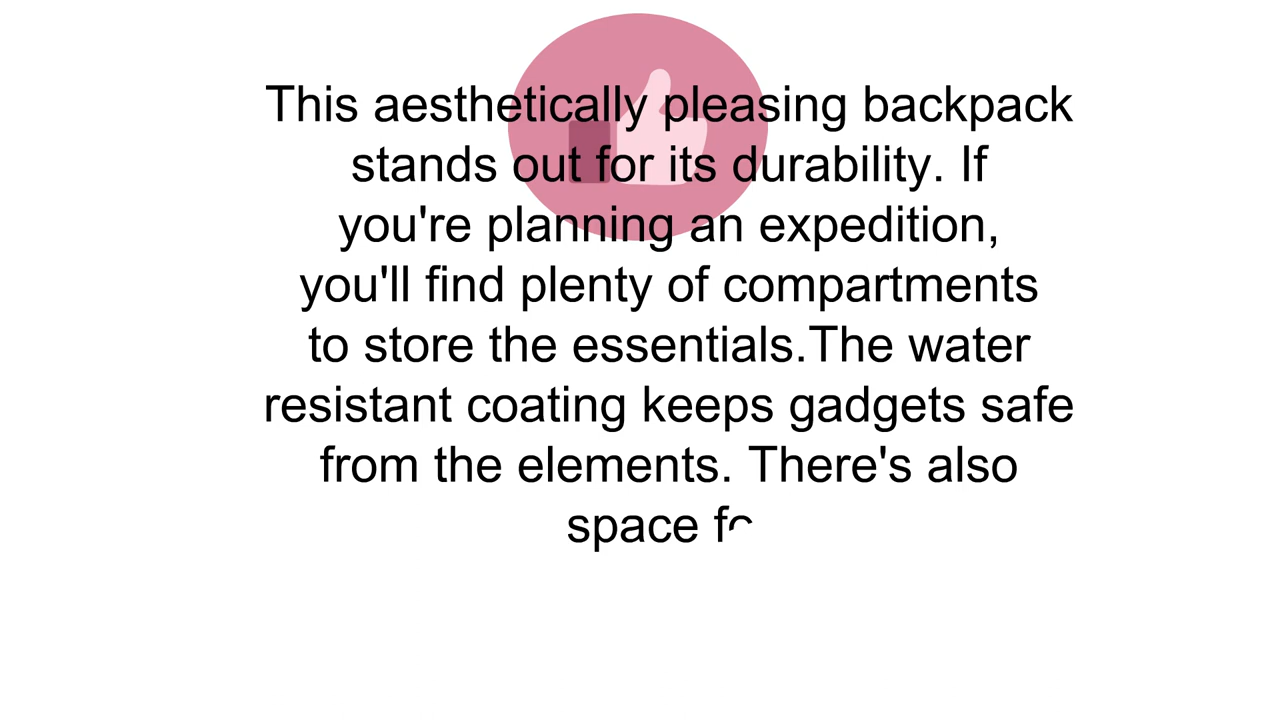 This aesthetically pleasing backpack
stands out for its durability. If
you're planning an expedition,
you'll find plenty of compartments
to store the essentials.The water
resistant coating keeps gadgets safe
from the elements. There's also
space